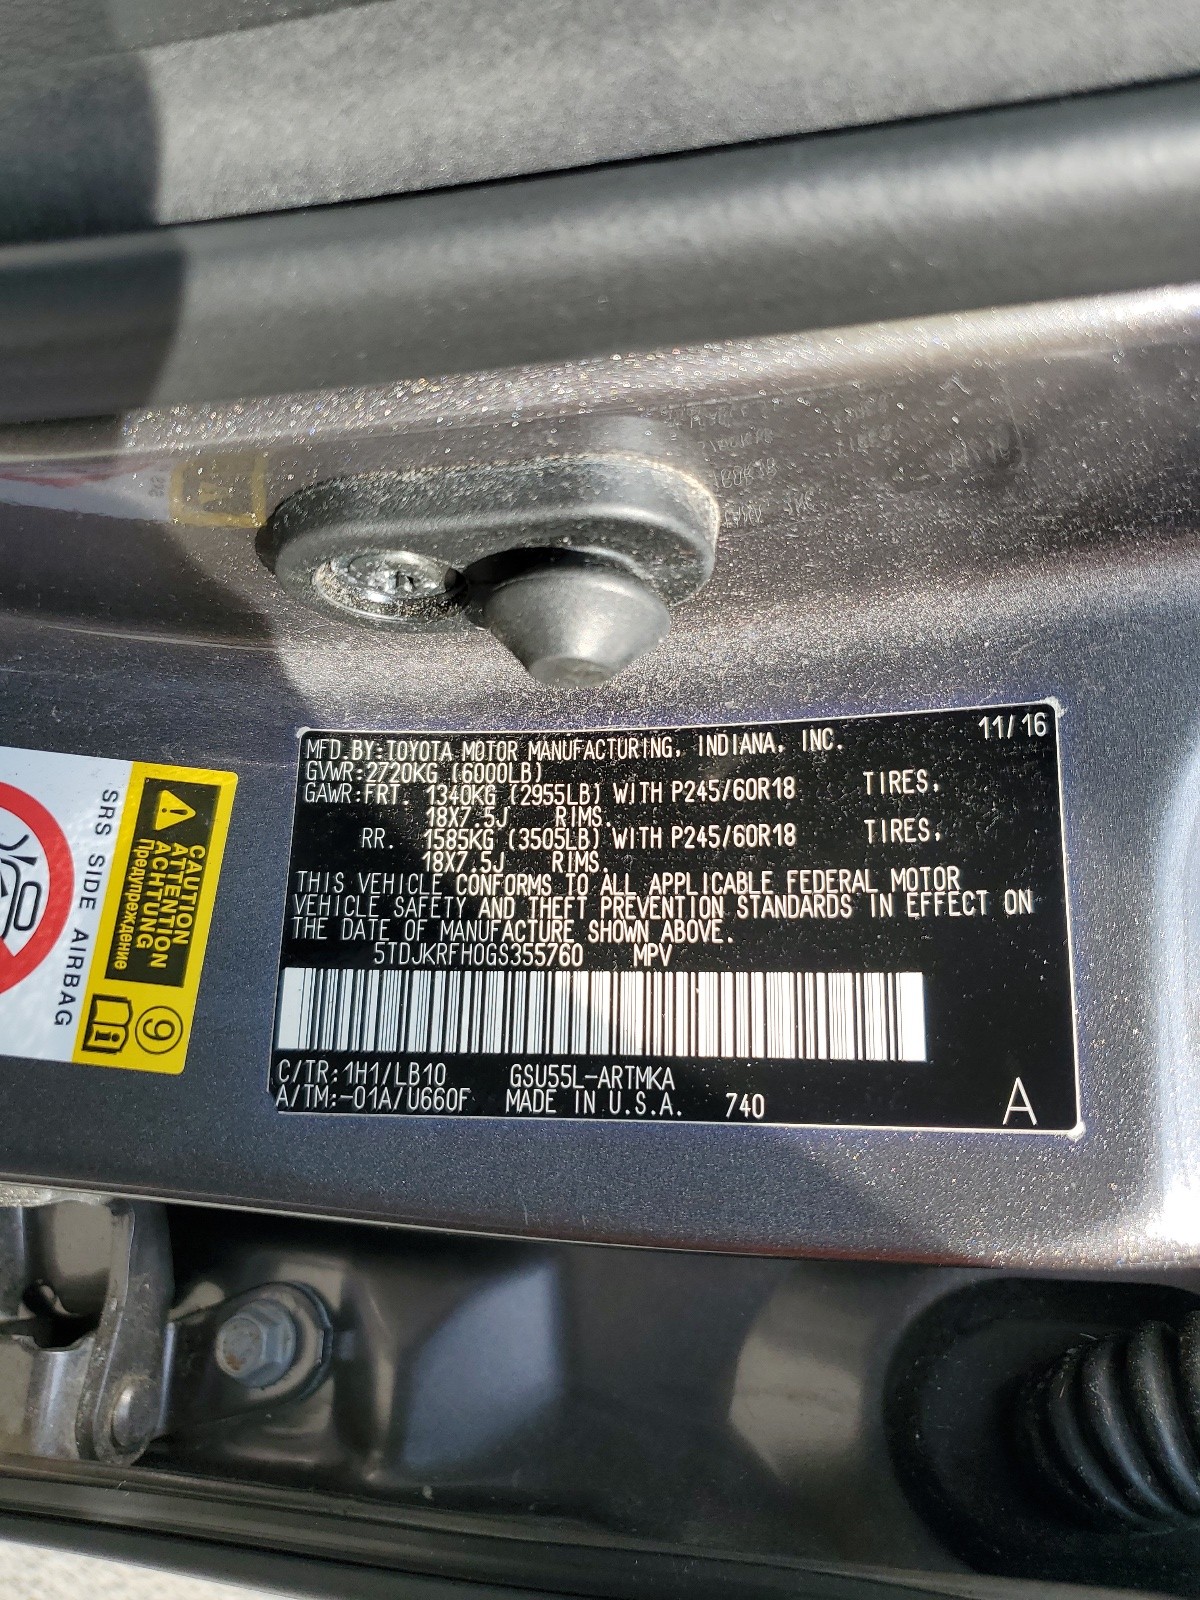 MFD. BY: TOYOTA MOTOR MANUFACTURING, INDIANA, INC. 11/16
GVWR: 2720KG (6000LB)
GAWR: FRT. 1340KG (2955LB) WITH P245/60R18 TIRES,
18X7.5J RIMS.
RR. 1585KG (3505LB) WITH P245/60R18 TIRES,
18X7.5J RIMS.
THIS VEHICLE CONFORMS TO ALL APPLICABLE FEDERAL MOTOR
VEHICLE SAFETY AND THEFT PREVENTION STANDARDS IN EFFECT ON
THE DATE OF MANUFACTURE SHOWN ABOVE.
5TDJKRFH0GS355760 MPV
C/TR: 1H1/LB10 GSU55L-ARTMKA
A/TM:-01A/U660F MADE IN U.S.A. 740 A
CAUTION
ATTENTION
ACHTUNG
Предупреждение
SRS SIDE AIRBAG
9
i